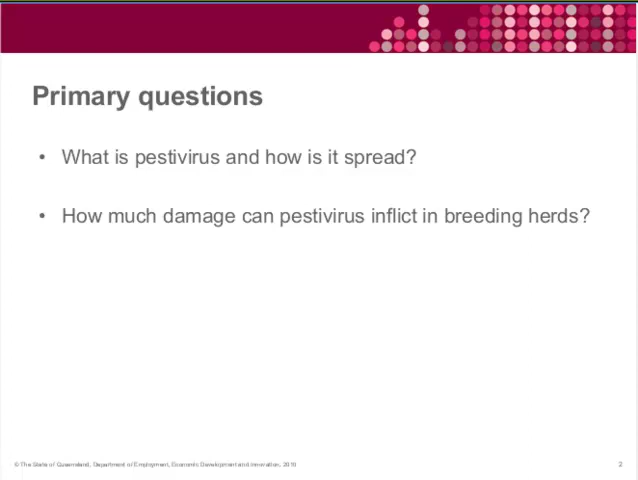 Primary questions
• What is pestivirus and how is it spread?
• How much damage can pestivirus inflict in breeding herds?
© The State of Queensland, Department of Employment, Economic Development and Innovation, 2010 2